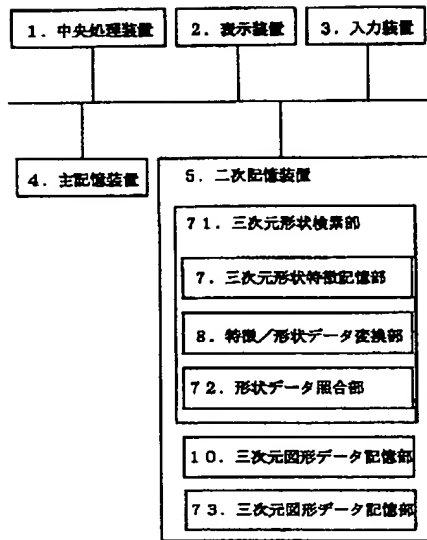 1. 中央処理装置
2. 表示装置
3. 入力装置
4. 主記憶装置
5. 二次記憶装置
71. 三次元形状検索部
7. 三次元形状特徴記憶部
8. 特徴/形状データ変換部
72. 形状データ照合部
10. 三次元図形データ記憶部
73. 三次元図形データ記憶部